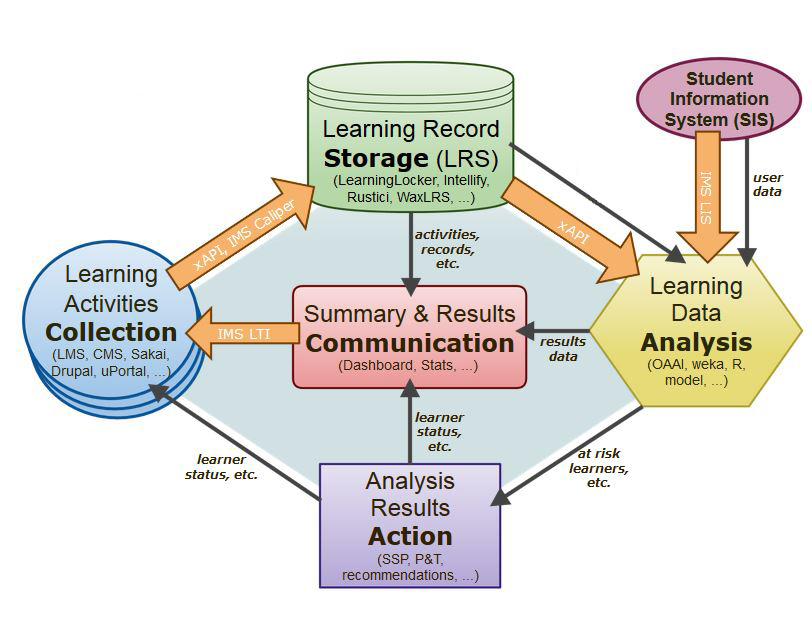 Student
Information
System (SIS)
Learning Record
Storage (LRS)
(LearningLocker, Intellify,
Rustici, WaxLRS, ...)
IMS LIS
user
data
xAPI, IMS Caliper
xAPI
activities,
records,
etc.
Learning
Activities
Collection
(LMS, CMS, Sakai,
Drupal, uPortal, ...)
IMS LTI
Summary & Results
Communication
(Dashboard, Stats, ...)
results
data
Learning
Data
Analysis
(OAAI, weka, R,
model, ...)
learner
status,
etc.
learner
status, etc.
at risk
learners,
etc.
Analysis
Results
Action
(SSP, P&T,
recommendations, ...)